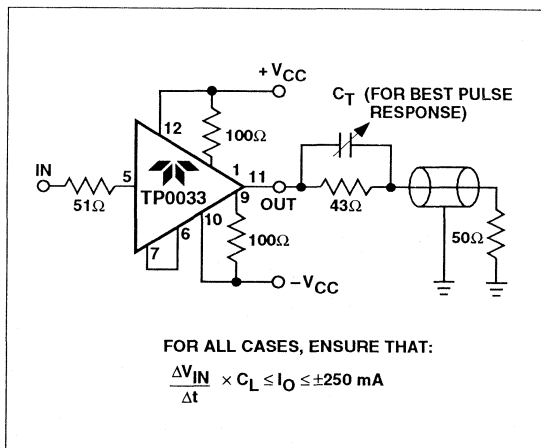 + VCC
CT (FOR BEST PULSE
RESPONSE)
12
100Ω
IN
5
1
11
51Ω
TP0033
9
OUT
43Ω
10
6
7
100Ω
50Ω
– VCC
FOR ALL CASES, ENSURE THAT:
ΔVIN
Δt
× CL ≤ IO ≤ ±250 mA